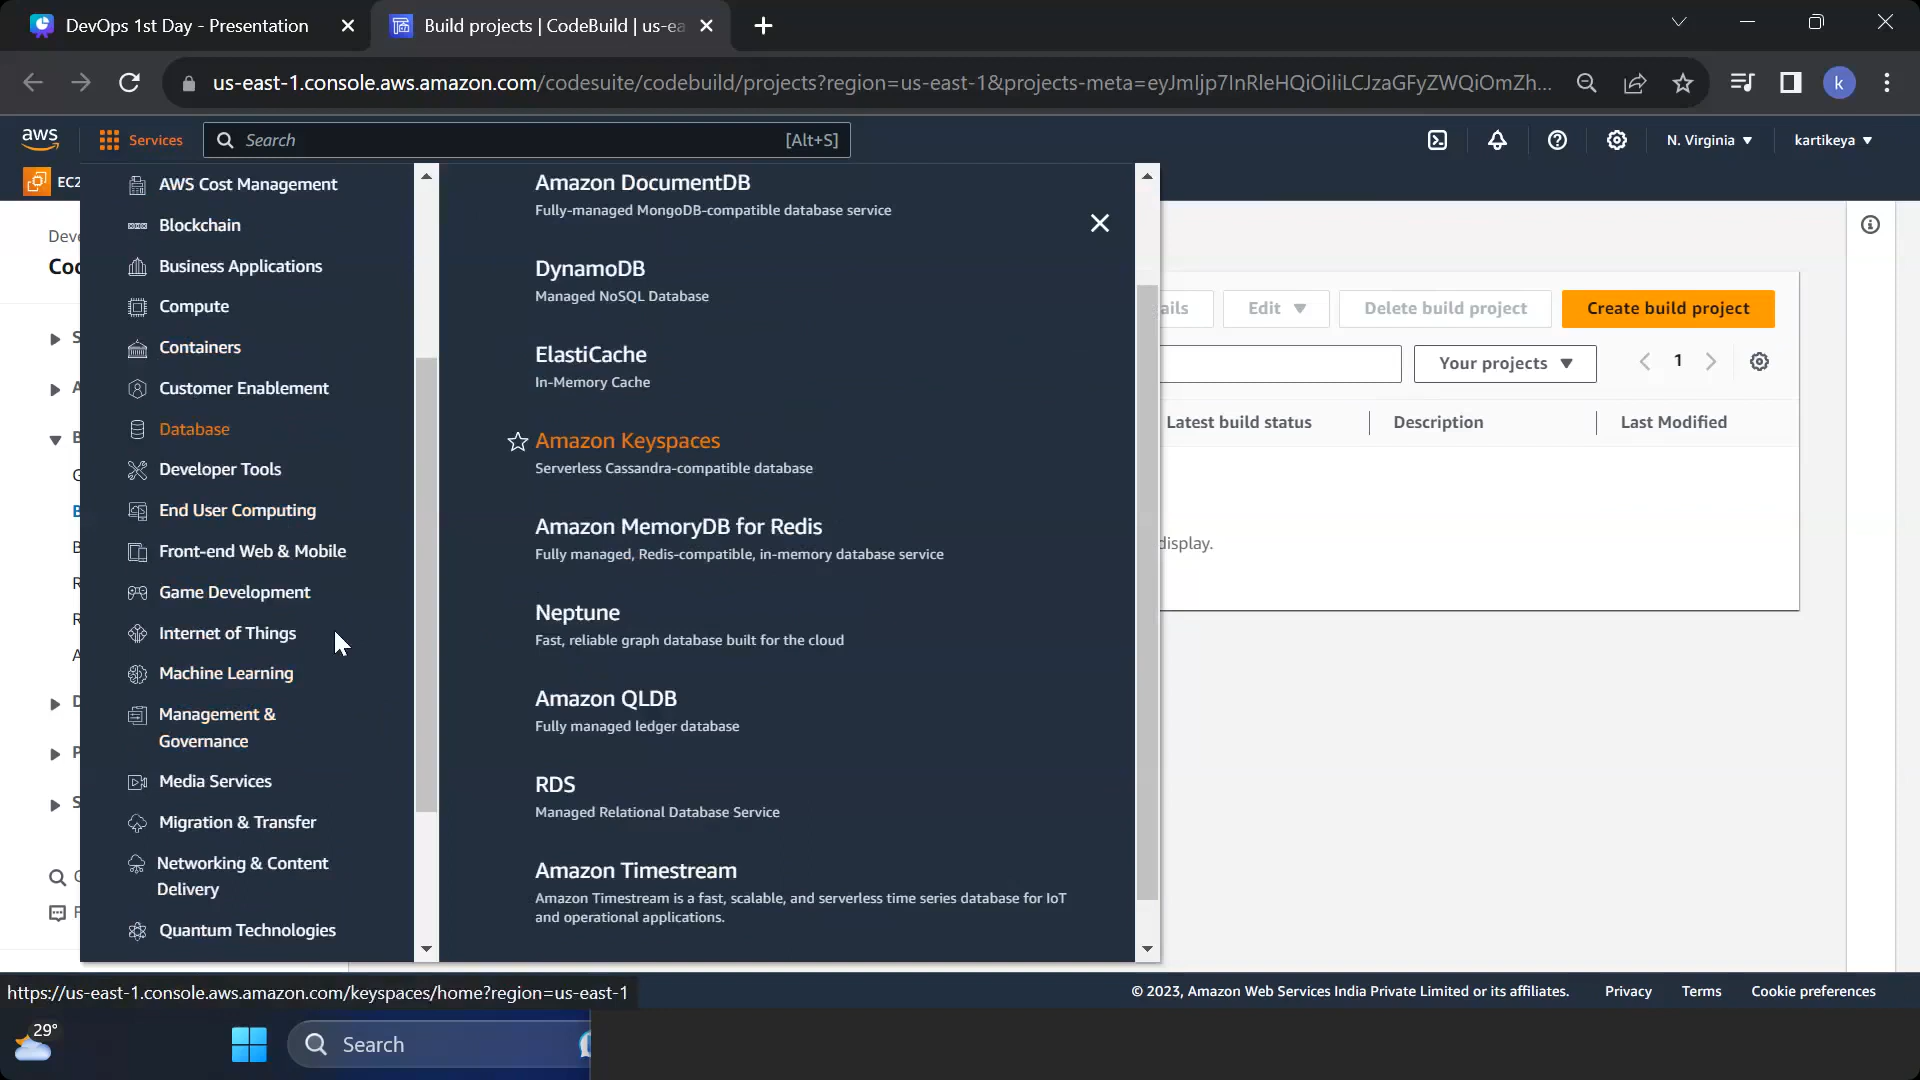 DevOps 1st Day - Presentation
Build projects | CodeBuild | us-ea
us-east-1.console.aws.amazon.com/codesuite/codebuild/projects?region=us-east-1&projects-meta=eyJmIjp7InRleHQiOiIiLCJzaGFyZWQiOmZh...
k
aws
Services
Search
[Alt+S]
N. Virginia
kartikeya
EC2
Deve
Coc
AWS Cost Management
Blockchain
Business Applications
Compute
Containers
Customer Enablement
Database
Developer Tools
End User Computing
Front-end Web & Mobile
Game Development
Internet of Things
Machine Learning
Management &
Governance
Media Services
Migration & Transfer
Networking & Content
Delivery
Quantum Technologies
Amazon DocumentDB
Fully-managed MongoDB-compatible database service
DynamoDB
Managed NoSQL Database
ElastiCache
In-Memory Cache
Amazon Keyspaces
Serverless Cassandra-compatible database
Amazon MemoryDB for Redis
Fully managed, Redis-compatible, in-memory database service
Neptune
Fast, reliable graph database built for the cloud
Amazon QLDB
Fully managed ledger database
RDS
Managed Relational Database Service
Amazon Timestream
Amazon Timestream is a fast, scalable, and serverless time series database for IoT
and operational applications.
ails
Edit
Delete build project
Create build project
Your projects
1
Latest build status
Description
Last Modified
display.
https://us-east-1.console.aws.amazon.com/keyspaces/home?region=us-east-1
© 2023, Amazon Web Services India Private Limited or its affiliates.
Privacy
Terms
Cookie preferences
29°
Search